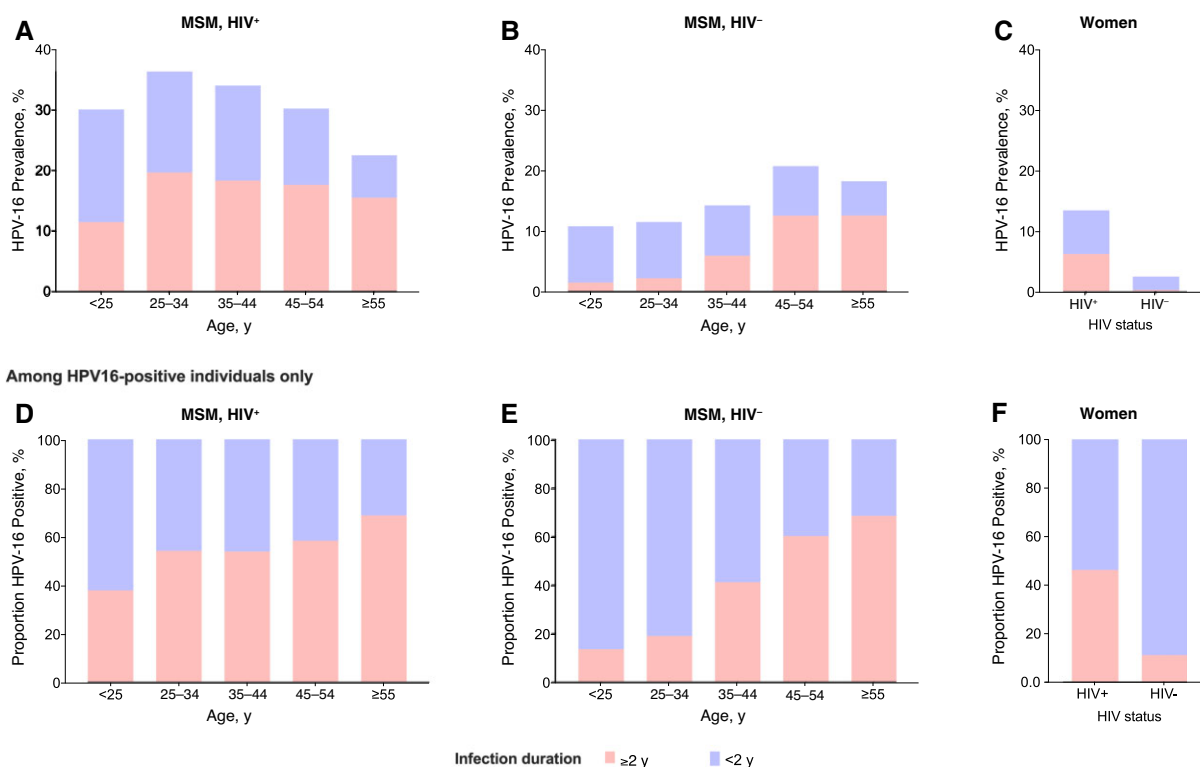 A
MSM, HIV⁺
HPV-16 Prevalence, %
40
30
20
10
0
<25
25–34
35–44
45–54
≥55
Age, y
B
MSM, HIV⁻
HPV-16 Prevalence, %
40
30
20
10
0
<25
25–34
35–44
45–54
≥55
Age, y
C
Women
HPV-16 Prevalence, %
40
30
20
10
0
HIV⁺
HIV⁻
HIV status
Among HPV16-positive individuals only
D
MSM, HIV⁺
Proportion HPV-16 Positive, %
100
80
60
40
20
0
<25
25–34
35–44
45–54
≥55
Age, y
E
MSM, HIV⁻
Proportion HPV-16 Positive, %
100
80
60
40
20
0
<25
25–34
35–44
45–54
≥55
Age, y
F
Women
Proportion HPV-16 Positive, %
100
80
60
40
20
0.0
HIV+
HIV-
HIV status
Infection duration ≥2 y <2 y